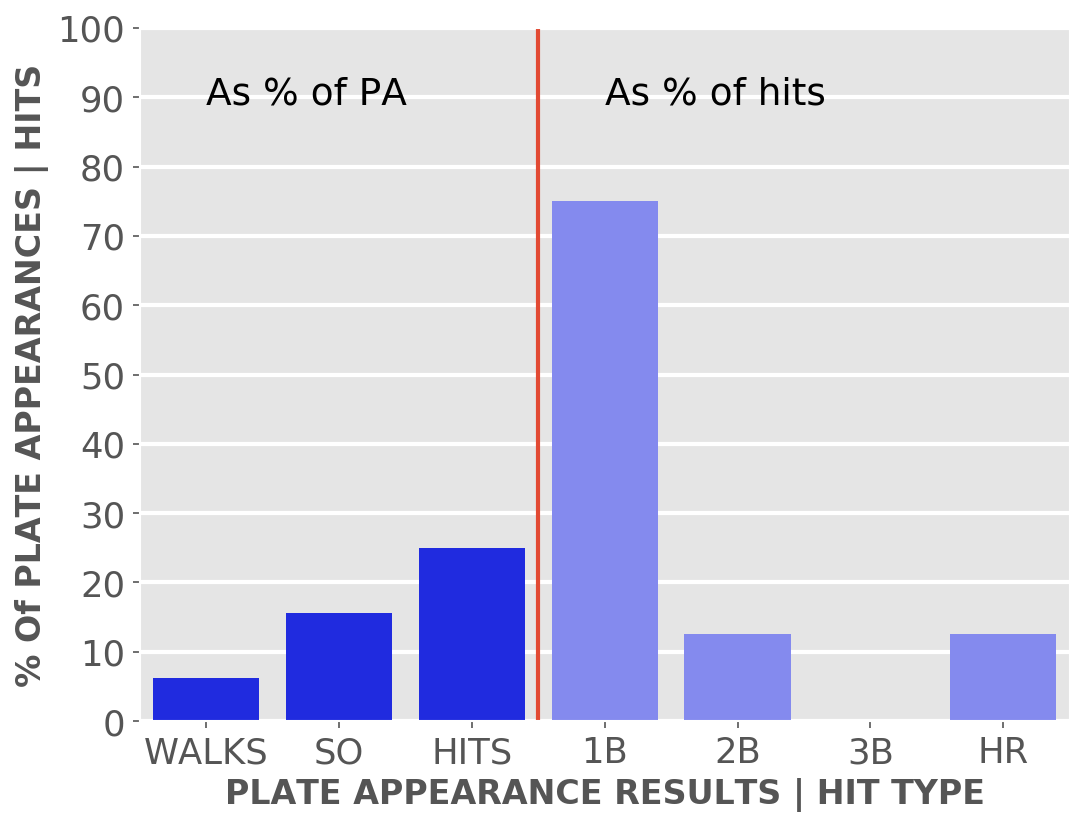 % Of PLATE APPEARANCES | HITS
100
90
80
70
60
50
40
30
20
10
0
As % of PA
As % of hits
WALKS SO HITS 1B 2B 3B HR
PLATE APPEARANCE RESULTS | HIT TYPE